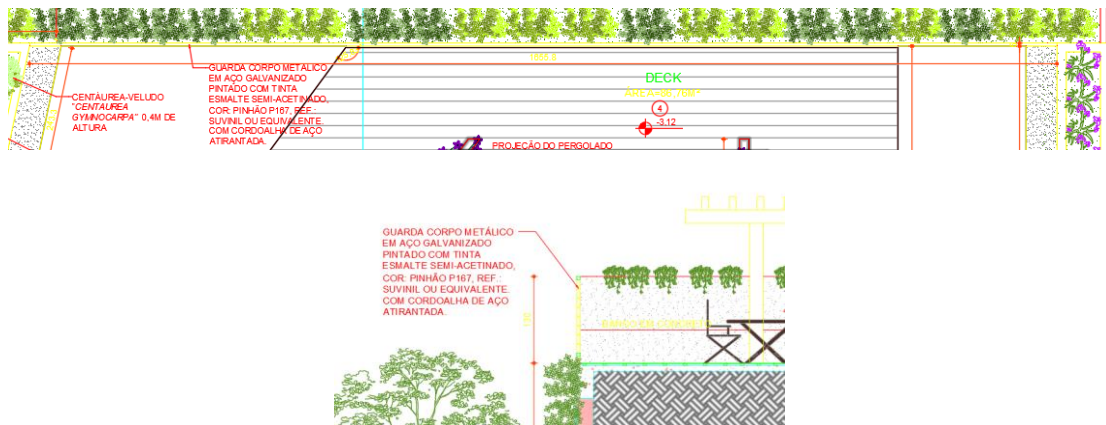 GUARDA CORPO METÁLICO
EM AÇO GALVANIZADO
PINTADO COM TINTA
ESMALTE SEMI-ACETINADO,
COR: PINHÃO P167, REF.:
SUVINIL OU EQUIVALENTE.
COM CORDOALHA DE AÇO
ATIRANTADA.
CENTÁUREA-VELUDO
"CENTAUREA
GYMNOCARPA" 0,4M DE
ALTURA
DECK
4
-3,12
PROJEÇÃO DO PERGOLADO
GUARDA CORPO METÁLICO
EM AÇO GALVANIZADO
PINTADO COM TINTA
ESMALTE SEMI-ACETINADO,
COR: PINHÃO P167, REF.:
SUVINIL OU EQUIVALENTE.
COM CORDOALHA DE AÇO
ATIRANTADA.
BANCO EM CONCRETO